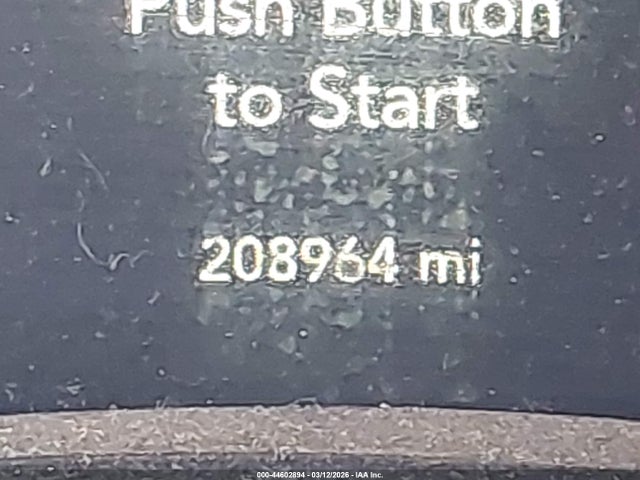 Push Button
to Start
208964 mi
000-44602894 - 03/12/2026 - IAA Inc.